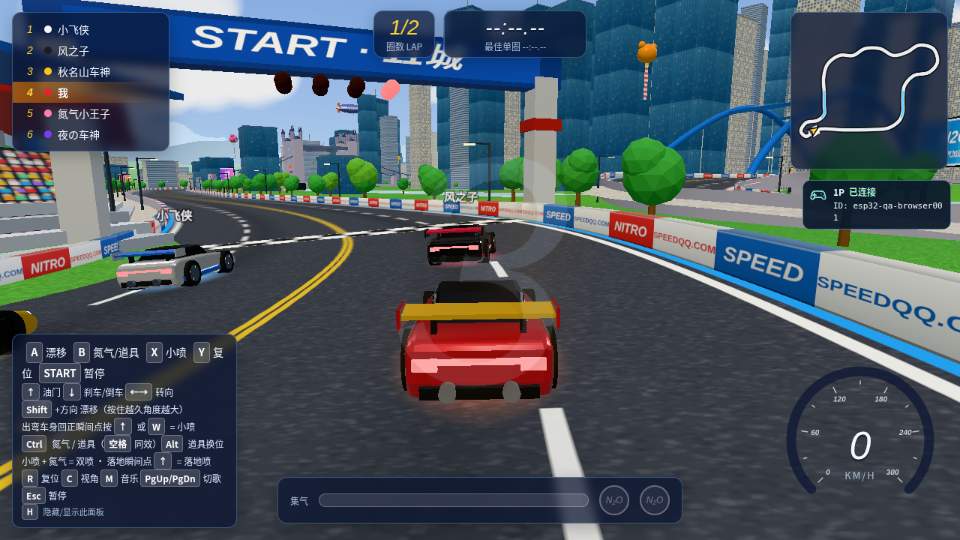 1 小飞侠
2 风之子
3 秋名山车神
4 我
5 氮气小王子
6 夜の车神
START ·
城
1/2
圈数 LAP
--:--.--
最佳单圈 --:--.--
1P 已连接
ID: esp32-qa-browser00
1
小飞侠
风之子
.COM NITRO SPEED
SPEED NITRO SPEED SPEEDQQ.COM NITRO SPEEDQQ.COM SPEED SPEEDQQ.C
A 漂移 B 氮气/道具 X 小喷 Y 复
位 START 暂停
↑ 油门 ↓ 刹车/倒车 ←→ 转向
Shift +方向 漂移（按住越久角度越大）
出弯车身回正瞬间点按 ↑ 或 W = 小喷
Ctrl 氮气 / 道具（空格 同效） Alt 道具换位
小喷 + 氮气 = 双喷 · 落地瞬间点 ↑ = 落地喷
R 复位 C 视角 M 音乐 PgUp/PgDn 切歌
Esc 暂停
H 隐藏/显示此面板
集气
N₂O N₂O
0 60 120 180 240 300
0
KM/H